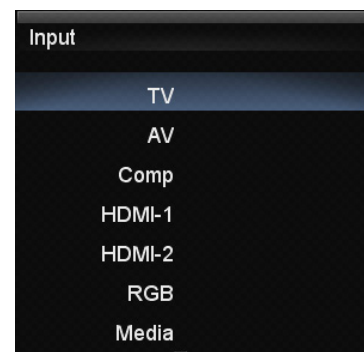 Input
TV
AV
Comp
HDMI-1
HDMI-2
RGB
Media